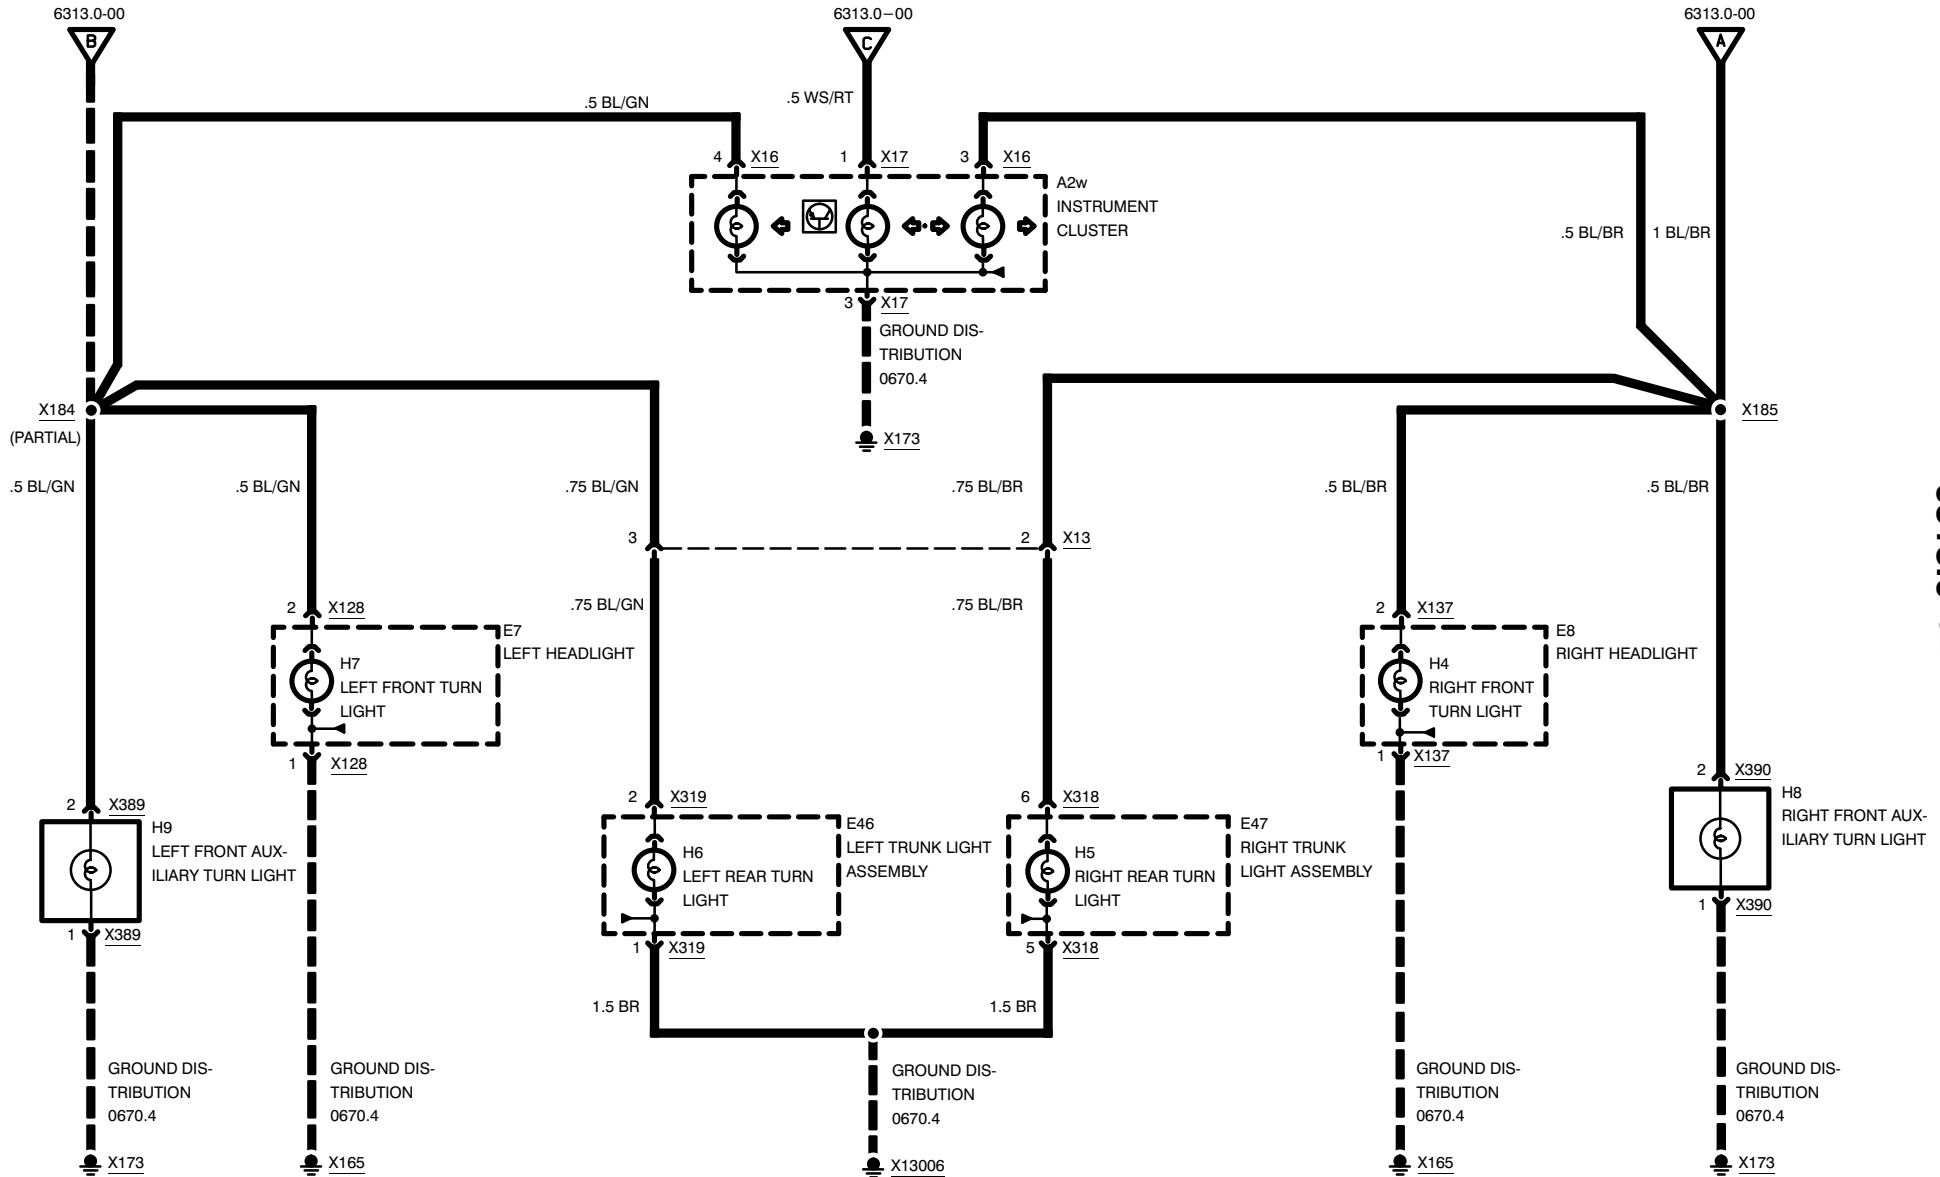 6313.0-00
6313.0–00
6313.0-00
B
C
A
.5 BL/GN
.5 WS/RT
4
X16
1
X17
3
X16
A2w
INSTRUMENT
CLUSTER
.5 BL/BR
1 BL/BR
3
X17
GROUND DIS-
TRIBUTION
0670.4
X173
X184
(PARTIAL)
X185
.5 BL/GN
.5 BL/GN
.75 BL/GN
.75 BL/BR
.5 BL/BR
.5 BL/BR
3
2
X13
.75 BL/GN
.75 BL/BR
2
X128
E7
LEFT HEADLIGHT
H7
LEFT FRONT TURN
LIGHT
1
X128
2
X137
E8
RIGHT HEADLIGHT
H4
RIGHT FRONT
TURN LIGHT
1
X137
2
X389
H9
LEFT FRONT AUX-
ILIARY TURN LIGHT
1
X389
2
X319
E46
LEFT TRUNK LIGHT
ASSEMBLY
H6
LEFT REAR TURN
LIGHT
1
X319
6
X318
E47
RIGHT TRUNK
LIGHT ASSEMBLY
H5
RIGHT REAR TURN
LIGHT
5
X318
2
X390
H8
RIGHT FRONT AUX-
ILIARY TURN LIGHT
1
X390
1.5 BR
1.5 BR
GROUND DIS-
TRIBUTION
0670.4
X173
GROUND DIS-
TRIBUTION
0670.4
X165
GROUND DIS-
TRIBUTION
0670.4
X13006
GROUND DIS-
TRIBUTION
0670.4
X165
GROUND DIS-
TRIBUTION
0670.4
X173